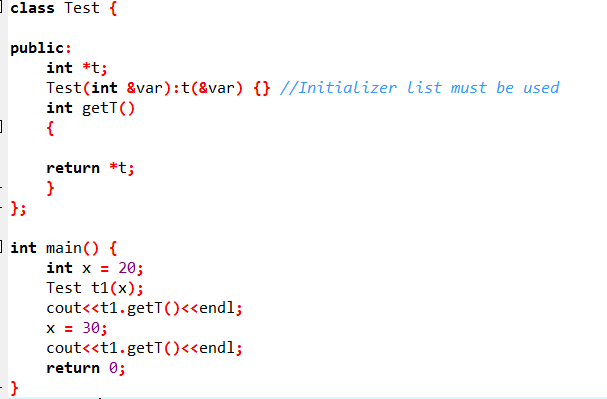 class Test {
public:
int *t;
Test(int &var):t(&var) {} //Initializer list must be used
int getT()
{
return *t;
}
};
int main() {
int x = 20;
Test t1(x);
cout<<t1.getT()<<endl;
x = 30;
cout<<t1.getT()<<endl;
return 0;
}